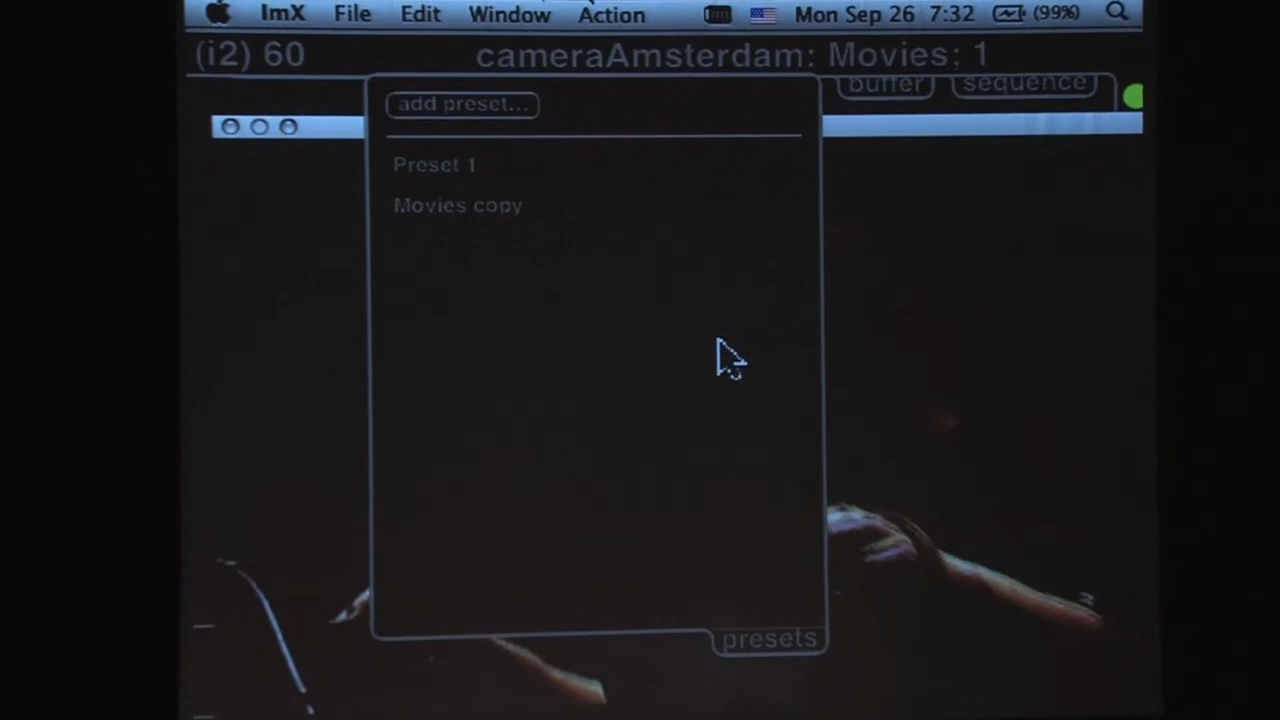 ImX File Edit Window Action Mon Sep 26 7:32 (99%)
(i2) 60 cameraAmsterdam: Movies; 1
buffer sequence
add preset...
Preset 1
Movies copy
presets